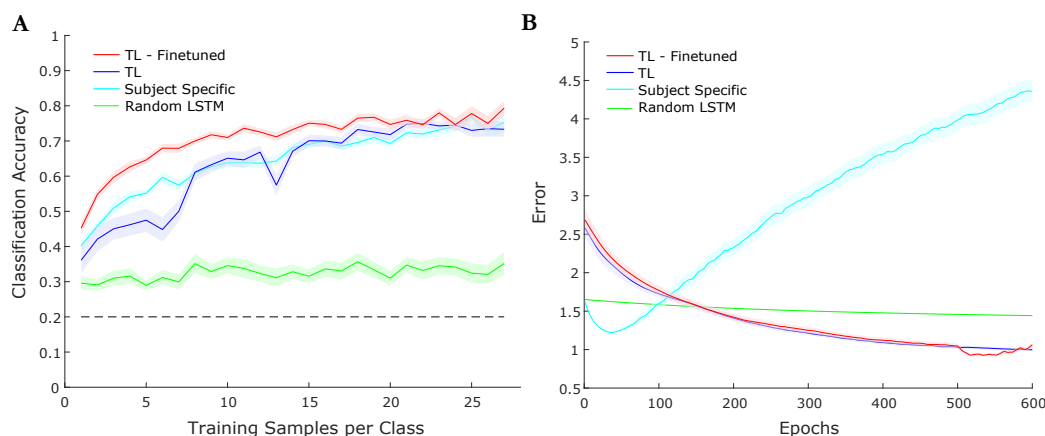 A
1
0.9
0.8
0.7
0.6
0.5
0.4
0.3
0.2
0.1
0
Classification Accuracy
TL - Finetuned
TL
Subject Specific
Random LSTM
0 5 10 15 20 25
Training Samples per Class
B
5
4.5
4
3.5
3
2.5
2
1.5
1
0.5
Error
TL - Finetuned
TL
Subject Specific
Random LSTM
0 100 200 300 400 500 600
Epochs